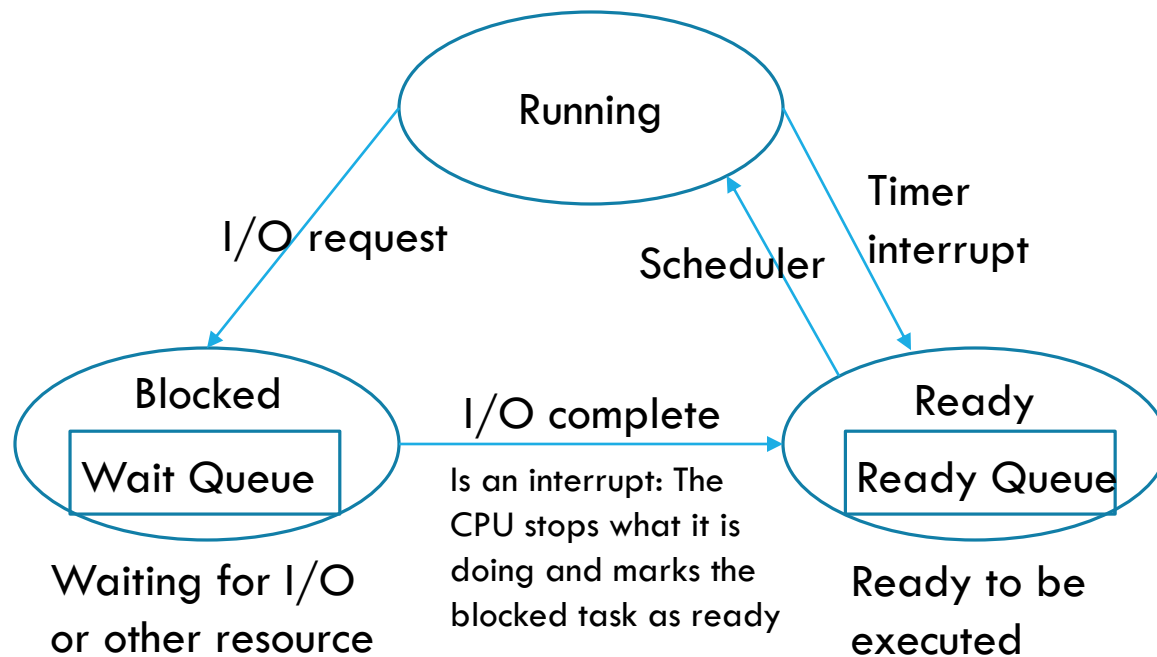 Running
I/O request
Scheduler
Timer
interrupt
Blocked
Wait Queue
I/O complete
Ready
Ready Queue
Is an interrupt: The
CPU stops what it is
doing and marks the
blocked task as ready
Waiting for I/O
or other resource
Ready to be
executed